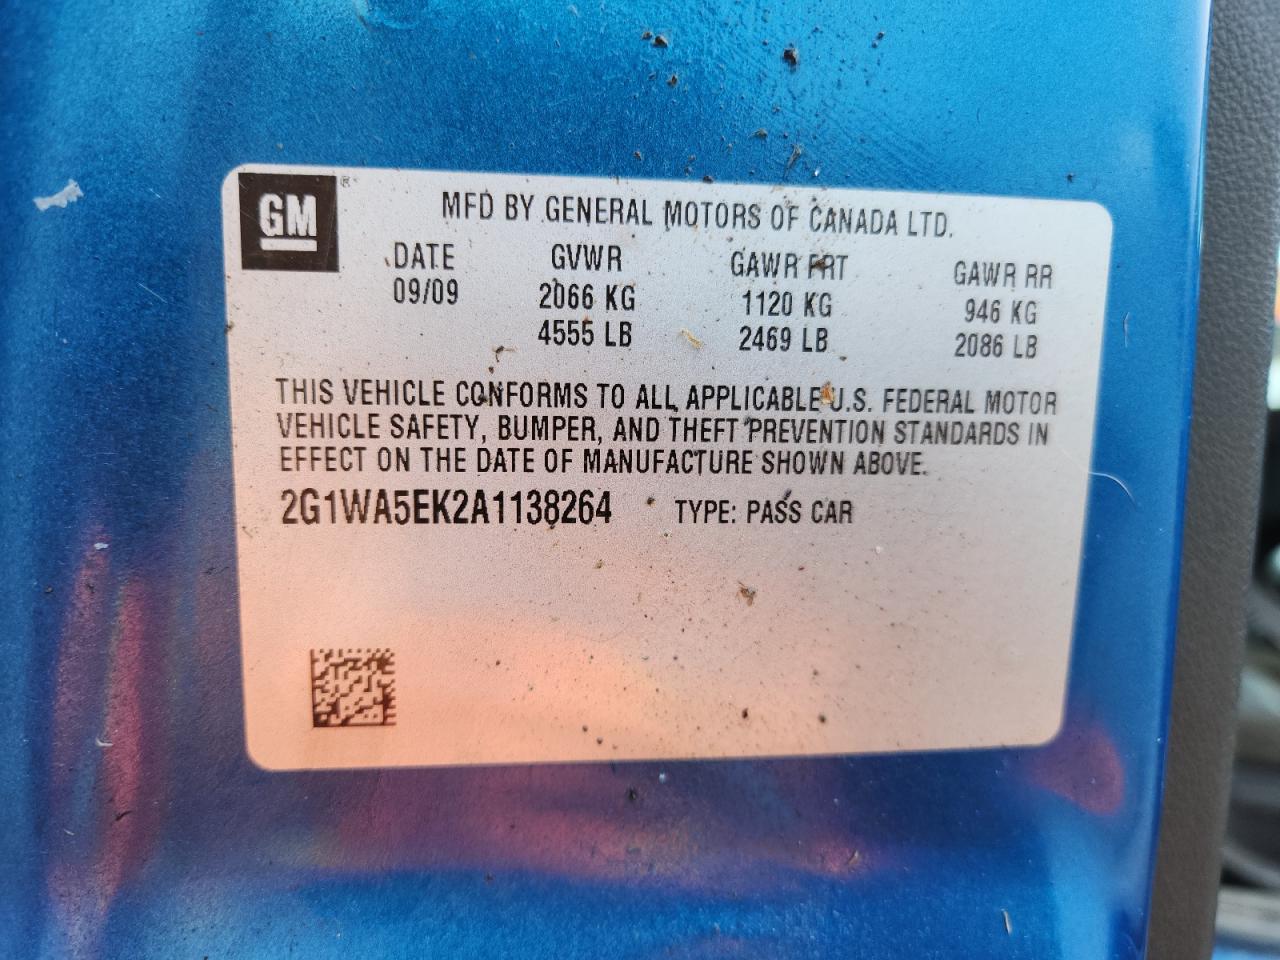 GM ®
MFD BY GENERAL MOTORS OF CANADA LTD.
DATE GVWR GAWR FRT GAWR RR
09/09 2066 KG 1120 KG 946 KG
4555 LB 2469 LB 2086 LB
THIS VEHICLE CONFORMS TO ALL APPLICABLE U.S. FEDERAL MOTOR
VEHICLE SAFETY, BUMPER, AND THEFT PREVENTION STANDARDS IN
EFFECT ON THE DATE OF MANUFACTURE SHOWN ABOVE.
2G1WA5EK2A1138264 TYPE: PASS CAR